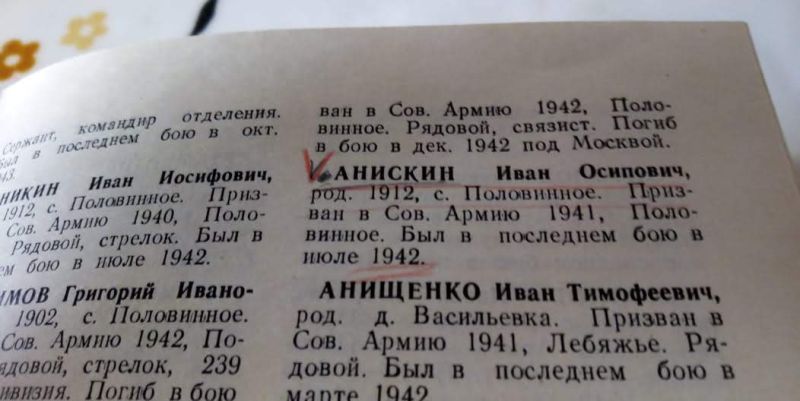 Сержант, командир отделения.
был в последнем бою в окт.
43.
НИКИН Иван Иосифович,
1912, с. Половинное. Приз-
Сов. Армию 1940, Поло-
Рядовой, стрелок. Был в
ем бою в июле 1942.
ИМОВ Григорий Ивано-
1902, с. Половинное.
Сов. Армию 1942, По-
ядовой, стрелок, 239
ивизия. Погиб в бою
ван в Сов. Армию 1942, Поло-
винное. Рядовой, связист. Погиб
в бою в дек. 1942 под Москвой.
АНИСКИН Иван Осипович,
род. 1912, с. Половинное. Приз-
ван в Сов. Армию 1941, Поло-
винное. Был в последнем бою в
июле 1942.
АНИЩЕНКО Иван Тимофеевич,
род. д. Васильевка. Призван в
Сов. Армию 1941, Лебяжье. Ря-
довой. Был в последнем бою в
марте 1942